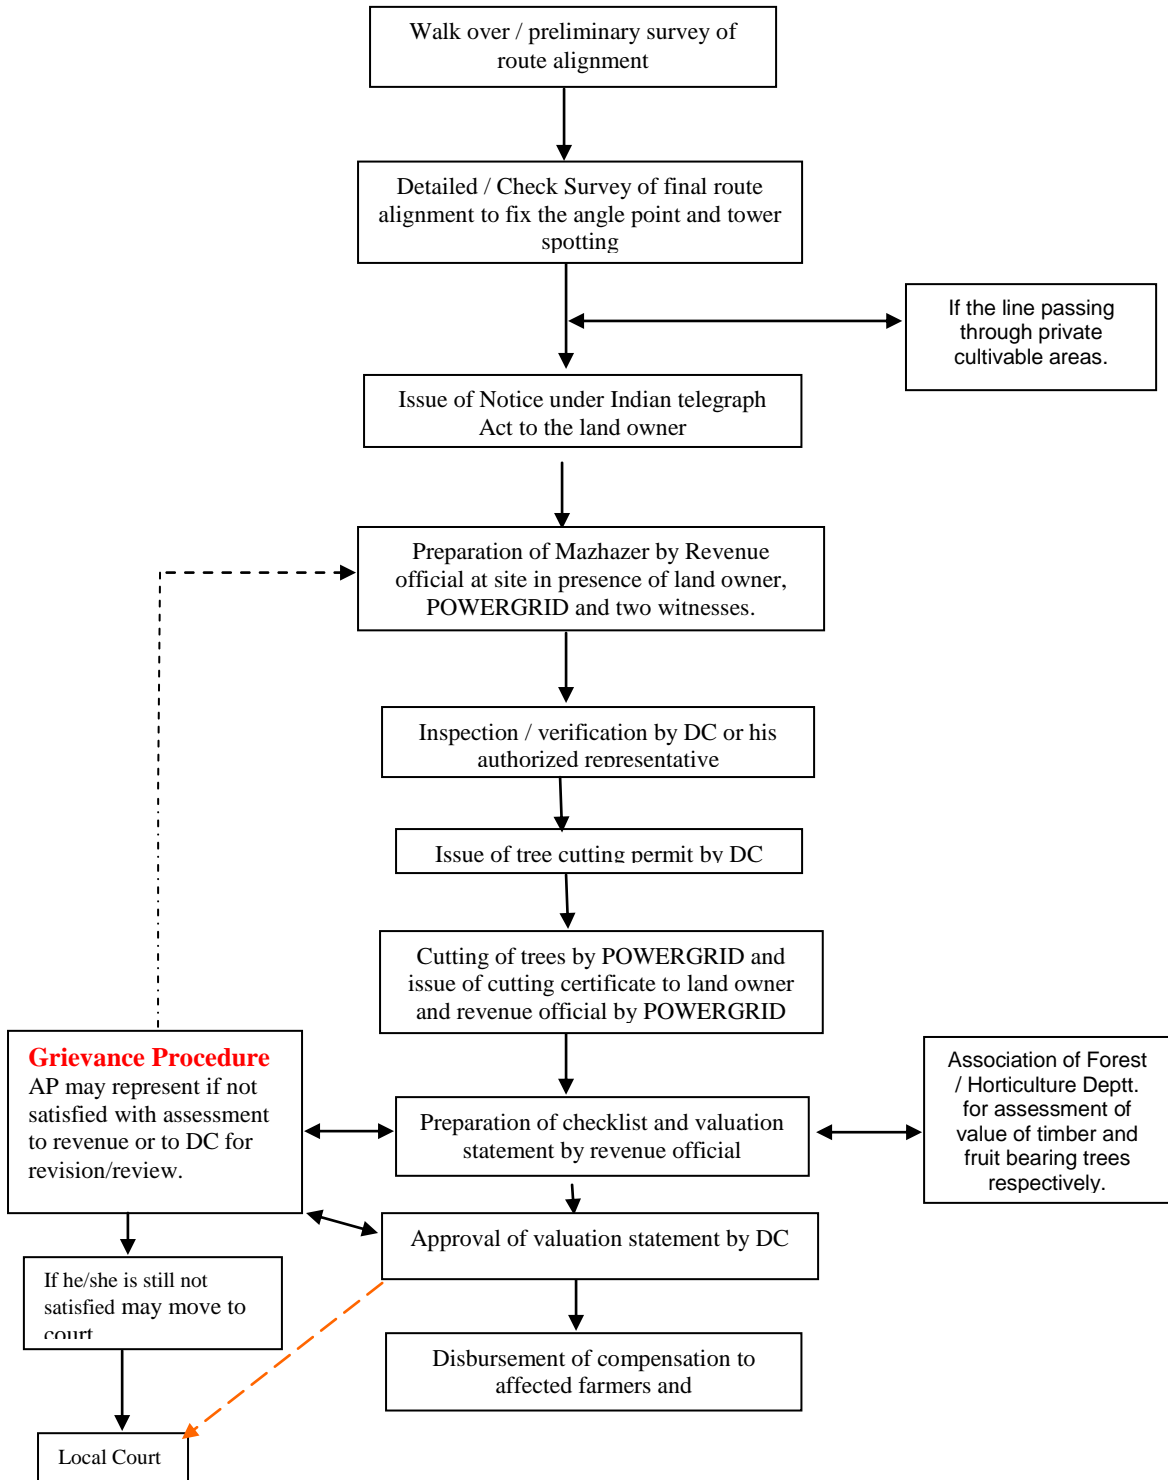 Walk over / preliminary survey of
route alignment
Detailed / Check Survey of final route
alignment to fix the angle point and tower
spotting
If the line passing
through private
cultivable areas.
Issue of Notice under Indian telegraph
Act to the land owner
Preparation of Mazhazer by Revenue
official at site in presence of land owner,
POWERGRID and two witnesses.
Inspection / verification by DC or his
authorized representative
Issue of tree cutting permit by DC
Cutting of trees by POWERGRID and
issue of cutting certificate to land owner
and revenue official by POWERGRID
Grievance Procedure
AP may represent if not
satisfied with assessment
to revenue or to DC for
revision/review.
Preparation of checklist and valuation
statement by revenue official
Association of Forest
/ Horticulture Deptt.
for assessment of
value of timber and
fruit bearing trees
respectively.
Approval of valuation statement by DC
If he/she is still not
satisfied may move to
court
Disbursement of compensation to
affected farmers and
Local Court